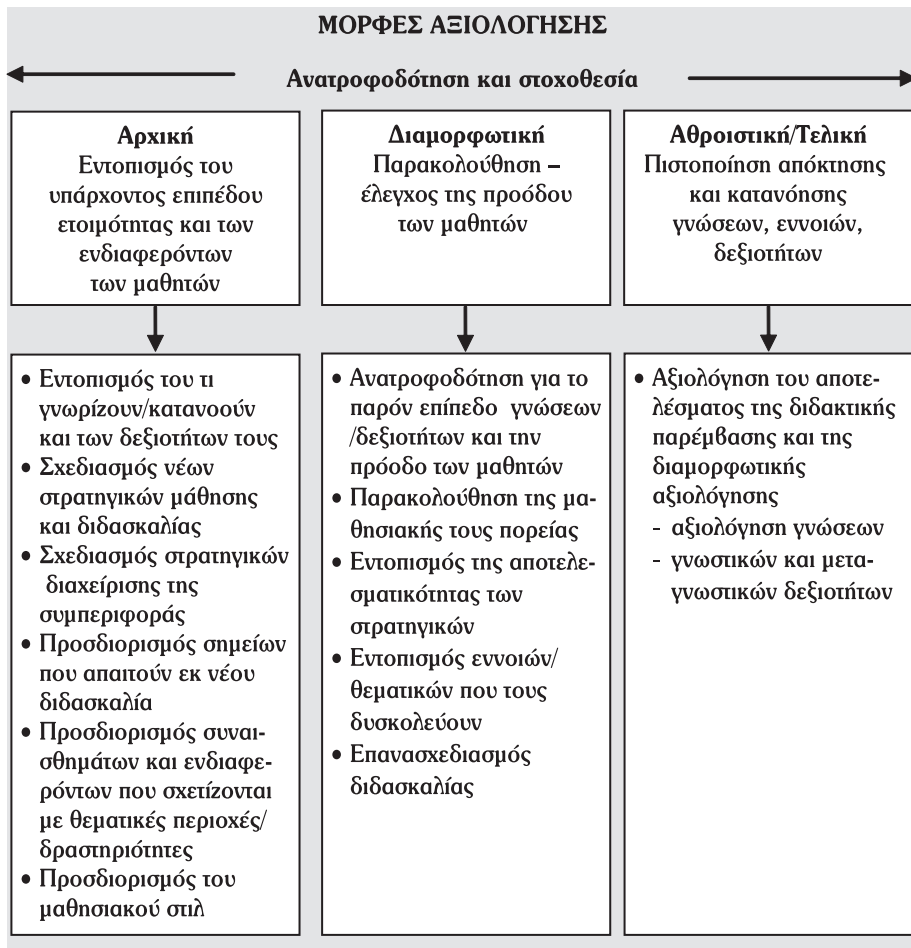 ΜΟΡΦΕΣ ΑΞΙΟΛΟΓΗΣΗΣ
Ανατροφοδότηση και στοχοθεσία
Αρχική
Εντοπισμός του
υπάρχοντος επιπέδου
ετοιμότητας και των
ενδιαφερόντων
των μαθητών
Διαμορφωτική
Παρακολούθηση –
έλεγχος της προόδου
των μαθητών
Αθροιστική/Τελική
Πιστοποίηση απόκτησης
και κατανόησης
γνώσεων, εννοιών,
δεξιοτήτων
• Εντοπισμός του τι
γνωρίζουν/κατανοούν
και των δεξιοτήτων τους
• Σχεδιασμός νέων
στρατηγικών μάθησης
και διδασκαλίας
• Σχεδιασμός στρατηγικών
διαχείρισης της
συμπεριφοράς
• Προσδιορισμός σημείων
που απαιτούν εκ νέου
διδασκαλία
• Προσδιορισμός συναι-
σθημάτων και ενδιαφε-
ρόντων που σχετίζονται
με θεματικές περιοχές/
δραστηριότητες
• Προσδιορισμός του
μαθησιακού στιλ
• Ανατροφοδότηση για το
παρόν επίπεδο γνώσεων
/δεξιοτήτων και την
πρόοδο των μαθητών
• Παρακολούθηση της μα-
θησιακής τους πορείας
• Εντοπισμός της αποτελε-
σματικότητας των
στρατηγικών
• Εντοπισμός εννοιών/
θεματικών που τους
δυσκολεύουν
• Επανασχεδιασμός
διδασκαλίας
• Αξιολόγηση του αποτε-
λέσματος της διδακτικής
παρέμβασης και της
διαμορφωτικής
αξιολόγησης
- αξιολόγηση γνώσεων
- γνωστικών και μετα-
γνωστικών δεξιοτήτων